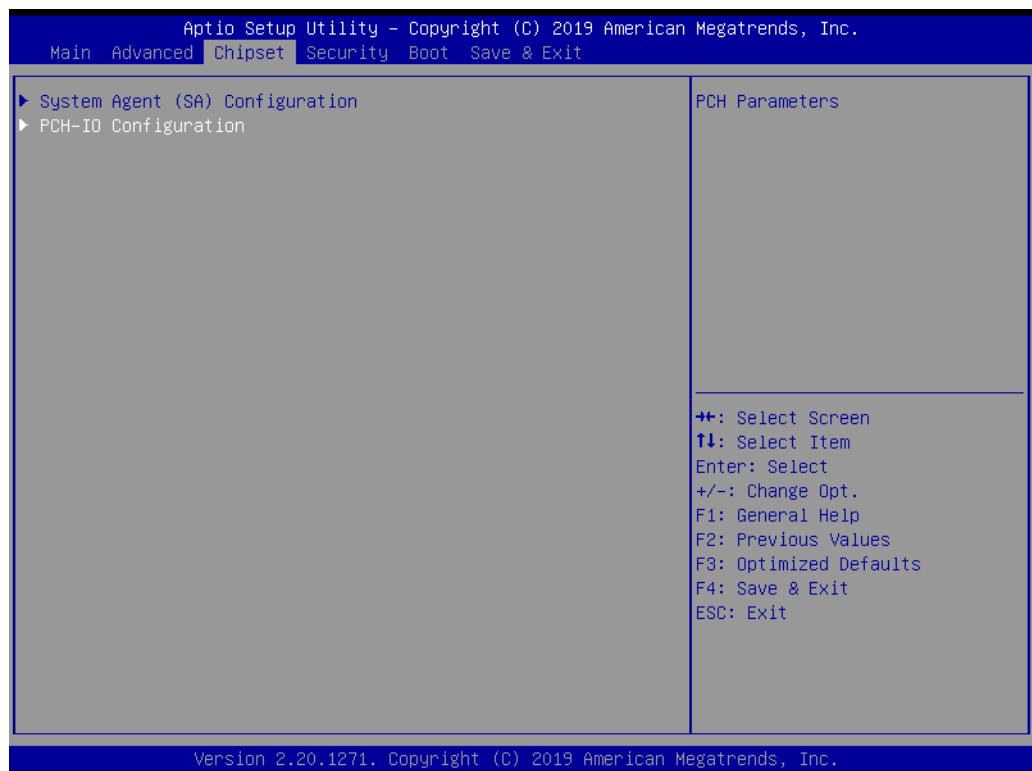 Aptio Setup Utility – Copyright (C) 2019 American Megatrends, Inc.
Main Advanced Chipset Security Boot Save & Exit
▶ System Agent (SA) Configuration
▶ PCH-IO Configuration
PCH Parameters
→←: Select Screen
↑↓: Select Item
Enter: Select
+/-: Change Opt.
F1: General Help
F2: Previous Values
F3: Optimized Defaults
F4: Save & Exit
ESC: Exit
Version 2.20.1271. Copyright (C) 2019 American Megatrends, Inc.